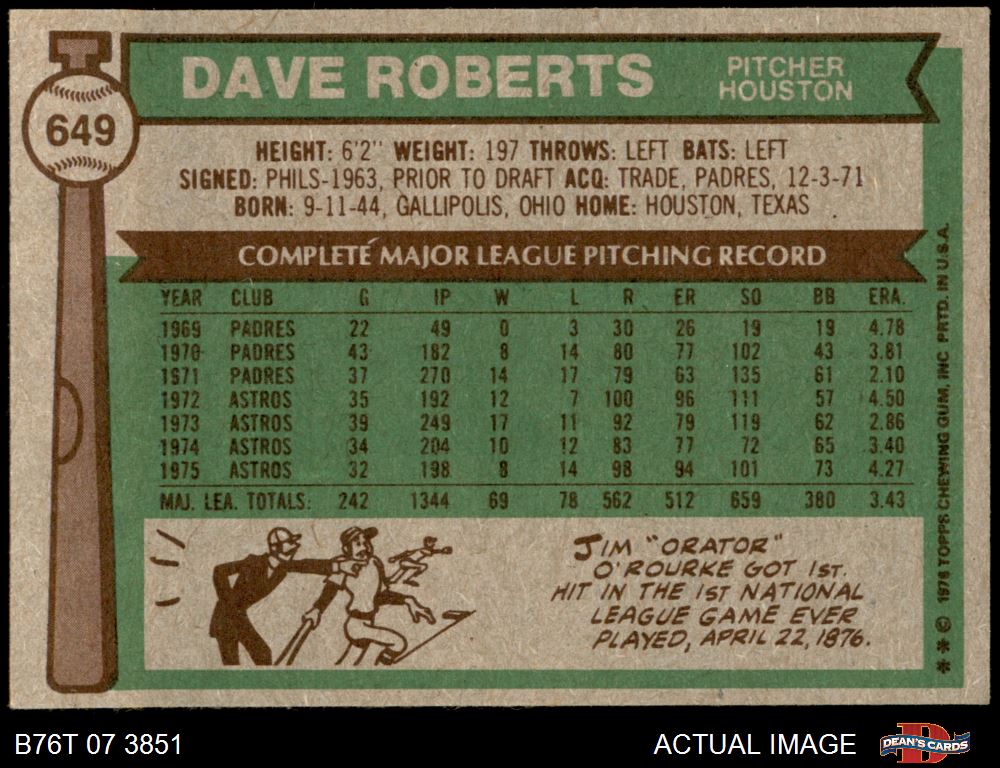 649
DAVE ROBERTS
PITCHER
HOUSTON
HEIGHT: 6'2" WEIGHT: 197 THROWS: LEFT BATS: LEFT
SIGNED: PHILS-1963, PRIOR TO DRAFT ACQ: TRADE, PADRES, 12-3-71
BORN: 9-11-44, GALLIPOLIS, OHIO HOME: HOUSTON, TEXAS
COMPLETE MAJOR LEAGUE PITCHING RECORD
YEAR CLUB G IP W L R ER SO BB ERA.
1969 PADRES 22 49 0 3 30 26 19 19 4.78
1970 PADRES 43 182 8 14 80 77 102 43 3.81
1971 PADRES 37 270 14 17 79 63 135 61 2.10
1972 ASTROS 35 192 12 7 100 96 111 57 4.50
1973 ASTROS 39 249 17 11 92 79 119 62 2.86
1974 ASTROS 34 204 10 12 83 77 72 65 3.40
1975 ASTROS 32 198 8 14 98 94 101 73 4.27
MAJ. LEA. TOTALS: 242 1344 69 78 562 512 659 380 3.43
JIM "ORATOR"
O'ROURKE GOT 1ST.
HIT IN THE 1ST NATIONAL
LEAGUE GAME EVER
PLAYED, APRIL 22, 1876.
** © 1976 TOPPS CHEWING GUM, INC PRTD. IN U.S.A.
B76T 07 3851
ACTUAL IMAGE
DEAN'S CARDS